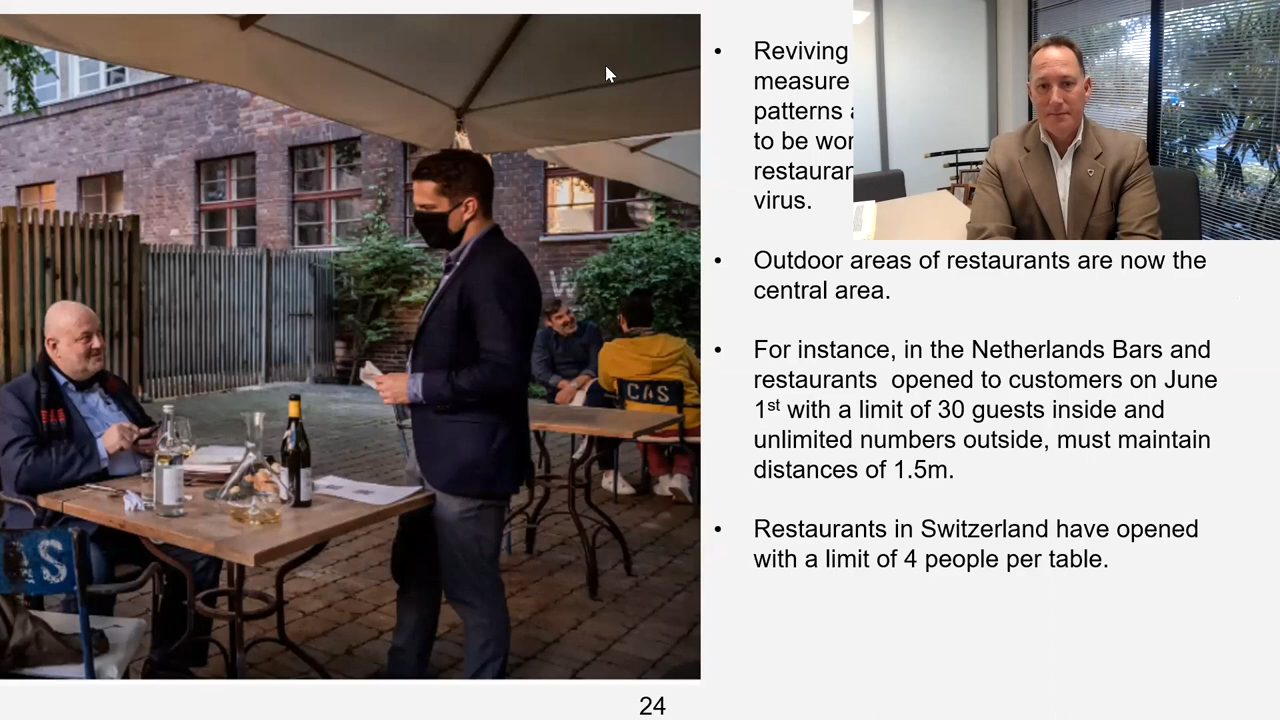 • Reviving
measure
patterns
to be
virus.
• Outdoor areas of restaurants are now the
central area.
• For instance, in the Netherlands Bars and
restaurants opened to customers on June
1st with a limit of 30 guests inside and
unlimited numbers outside, must maintain
distances of 1.5m.
• Restaurants in Switzerland have opened
with a limit of 4 people per table.
CAS
AS
24